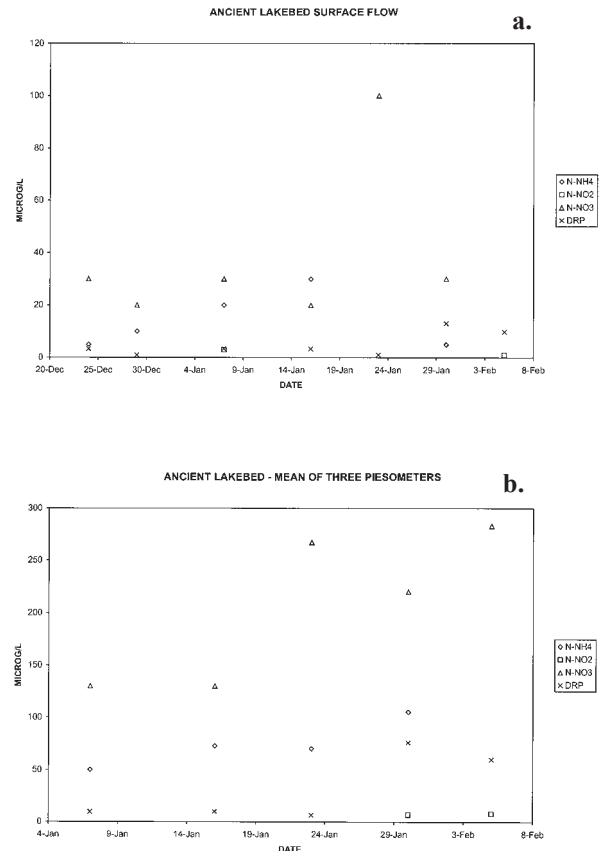 ANCIENT LAKEBED SURFACE FLOW
a.
120
100
80
60
40
20
0
MICROG/L
20-Dec 25-Dec 30-Dec 4-Jan 9-Jan 14-Jan 19-Jan 24-Jan 29-Jan 3-Feb 8-Feb
DATE
N-NH4
N-NO2
N-NO3
DRP
ANCIENT LAKEBED - MEAN OF THREE PIESOMETERS
b.
300
250
200
150
100
50
0
MICROG/L
4-Jan 9-Jan 14-Jan 19-Jan 24-Jan 29-Jan 3-Feb 8-Feb
DATE
N-NH4
N-NO2
N-NO3
DRP